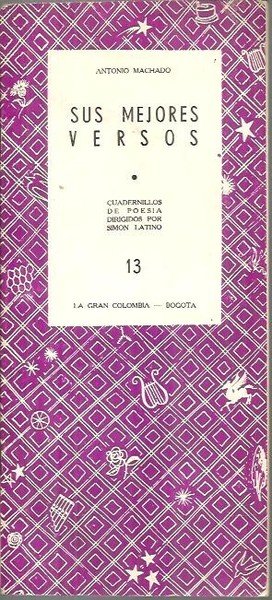 ANTONIO MACHADO
SUS MEJORES
VERSOS
CUADERNILLOS
DE POESIA
DIRIGIDOS POR
SIMON LATINO
13
LA GRAN COLOMBIA — BOGOTA